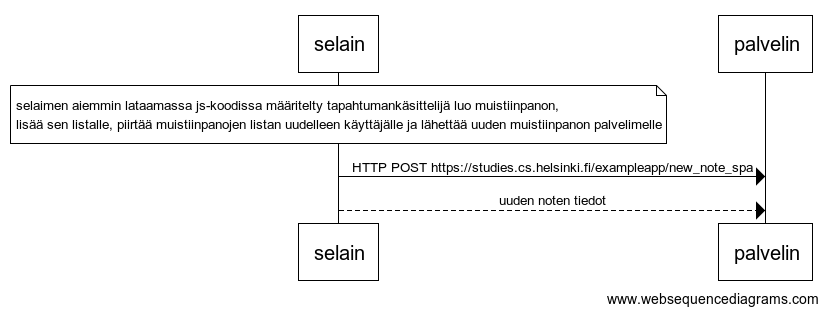 selain
palvelin
selaimen aiemmin lataamassa js-koodissa määritelty tapahtumankäsittelijä luo muistiinpanon,
lisää sen listalle, piirtää muistiinpanojen listan uudelleen käyttäjälle ja lähettää uuden muistiinpanon palvelimelle
HTTP POST https://studies.cs.helsinki.fi/exampleapp/new_note_spa
uuden noten tiedot
selain
palvelin
www.websequencediagrams.com